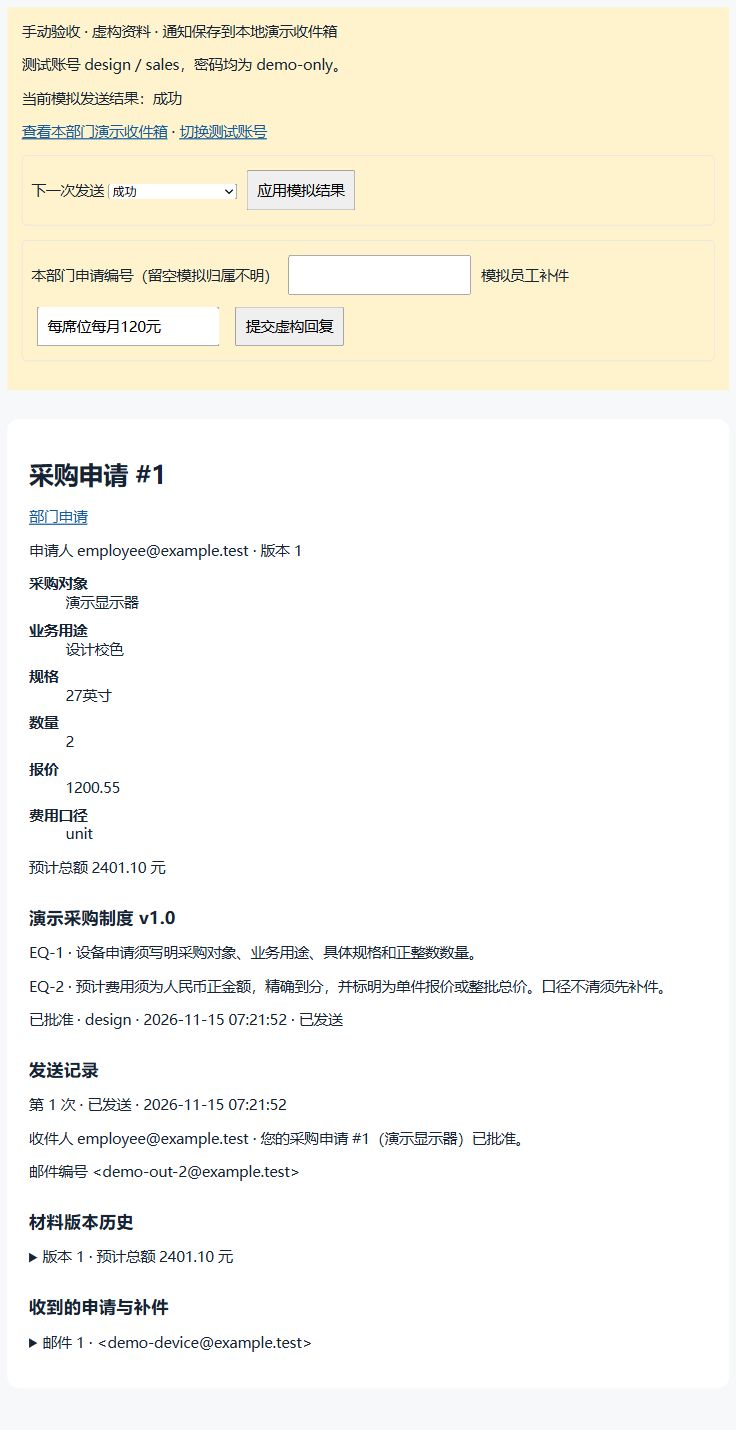 手动验收 · 虚构资料 · 通知保存到本地演示收件箱
测试账号 design / sales，密码均为 demo-only。
当前模拟发送结果：成功
查看本部门演示收件箱 · 切换测试账号
下一次发送 成功 应用模拟结果
本部门申请编号（留空模拟归属不明） 模拟员工补件
每席位每月120元 提交虚构回复
采购申请 #1
部门申请
申请人 employee@example.test · 版本 1
采购对象
演示显示器
业务用途
设计校色
规格
27英寸
数量
2
报价
1200.55
费用口径
unit
预计总额 2401.10 元
演示采购制度 v1.0
EQ-1 · 设备申请须写明采购对象、业务用途、具体规格和正整数数量。
EQ-2 · 预计费用须为人民币正金额，精确到分，并标明为单件报价或整批总价。口径不清须先补件。
已批准 · design · 2026-11-15 07:21:52 · 已发送
发送记录
第 1 次 · 已发送 · 2026-11-15 07:21:52
收件人 employee@example.test · 您的采购申请 #1（演示显示器）已批准。
邮件编号 <demo-out-2@example.test>
材料版本历史
▶ 版本 1 · 预计总额 2401.10 元
收到的申请与补件
▶ 邮件 1 · <demo-device@example.test>